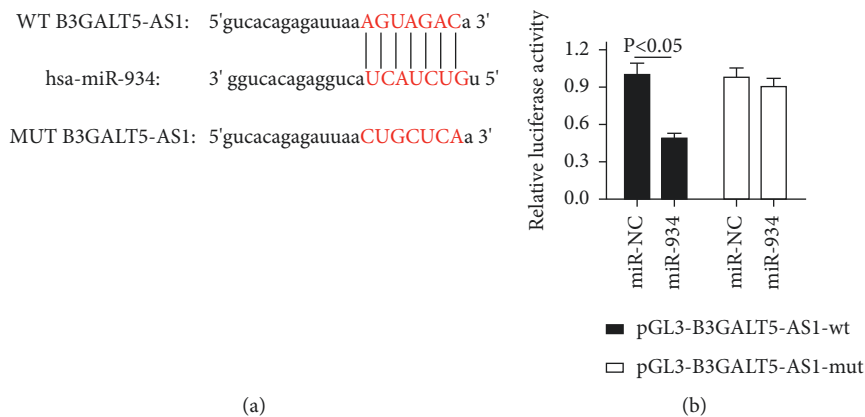 WT B3GALT5-AS1: 5'gucacagagauuaaAGUAGACa 3'
hsa-miR-934: 3' ggucacagaggucaUCAUCUGu 5'
MUT B3GALT5-AS1: 5'gucacagagauuaaCUGCUCAa 3'
(a)
Relative luciferase activity
1.2
0.9
0.6
0.3
0.0
P<0.05
miR-NC
miR-934
miR-NC
miR-934
pGL3-B3GALT5-AS1-wt
pGL3-B3GALT5-AS1-mut
(b)